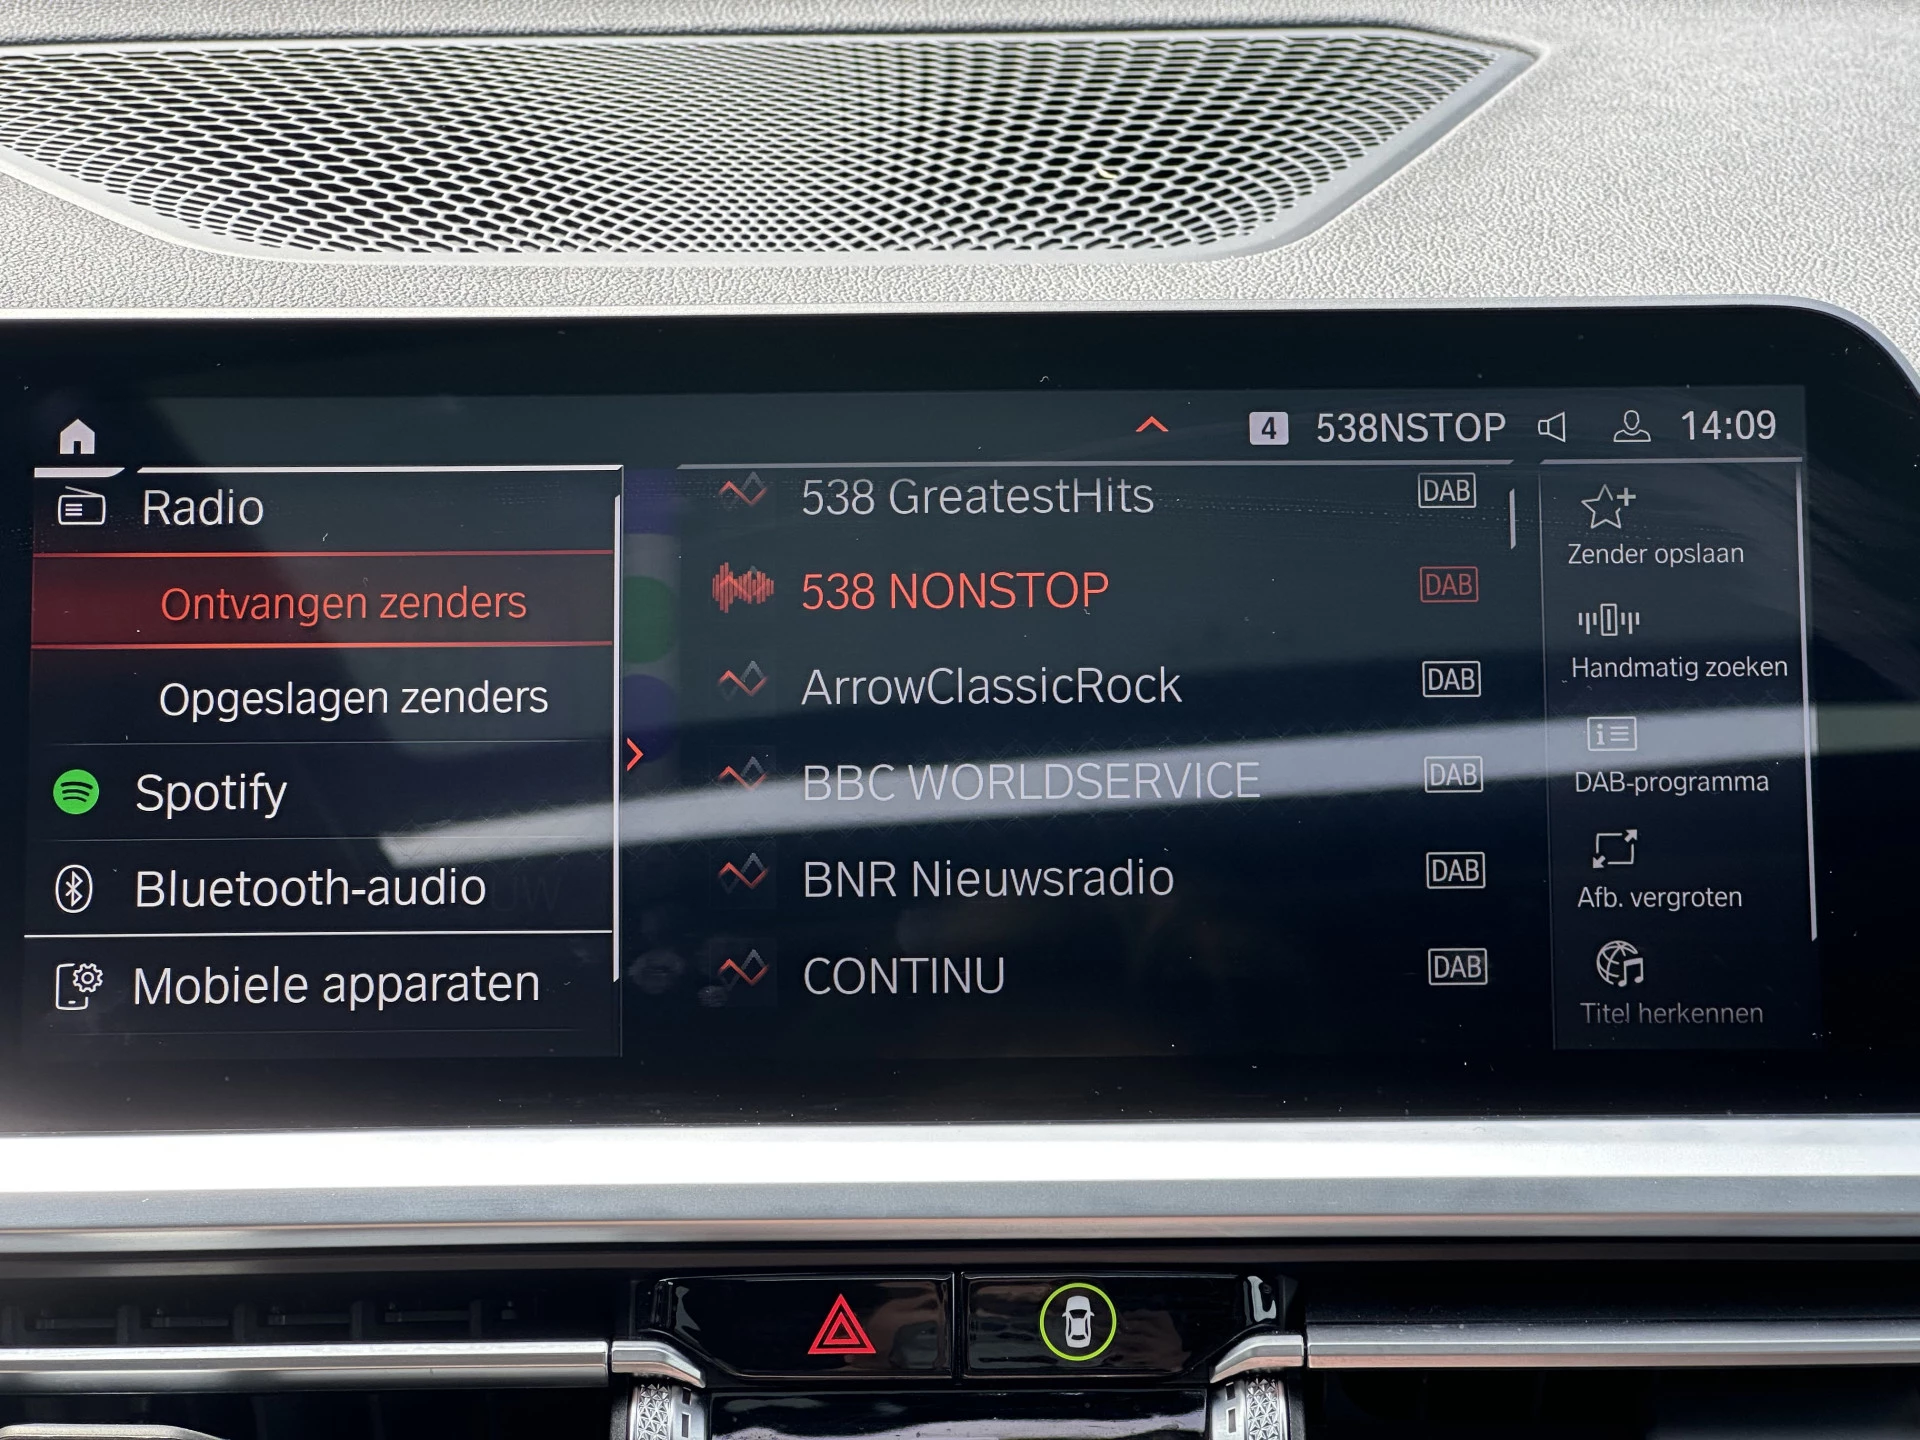 4 538NSTOP 14:09
Radio
Ontvangen zenders
Opgeslagen zenders
Spotify
Bluetooth-audio
Mobiele apparaten
538 GreatestHits DAB
538 NONSTOP DAB
ArrowClassicRock DAB
BBC WORLDSERVICE DAB
BNR Nieuwsradio DAB
CONTINU DAB
Zender opslaan
Handmatig zoeken
DAB-programma
Afb. vergroten
Titel herkennen